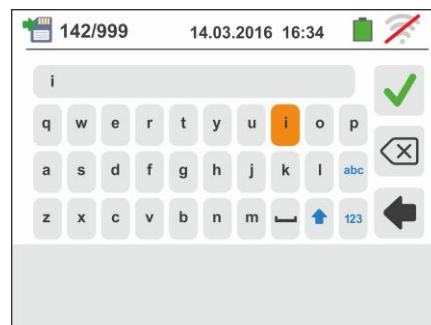 142/999 14.03.2016 16:34
i
q w e r t y u i o p
a s d f g h j k l abc
z x c v b n m 123